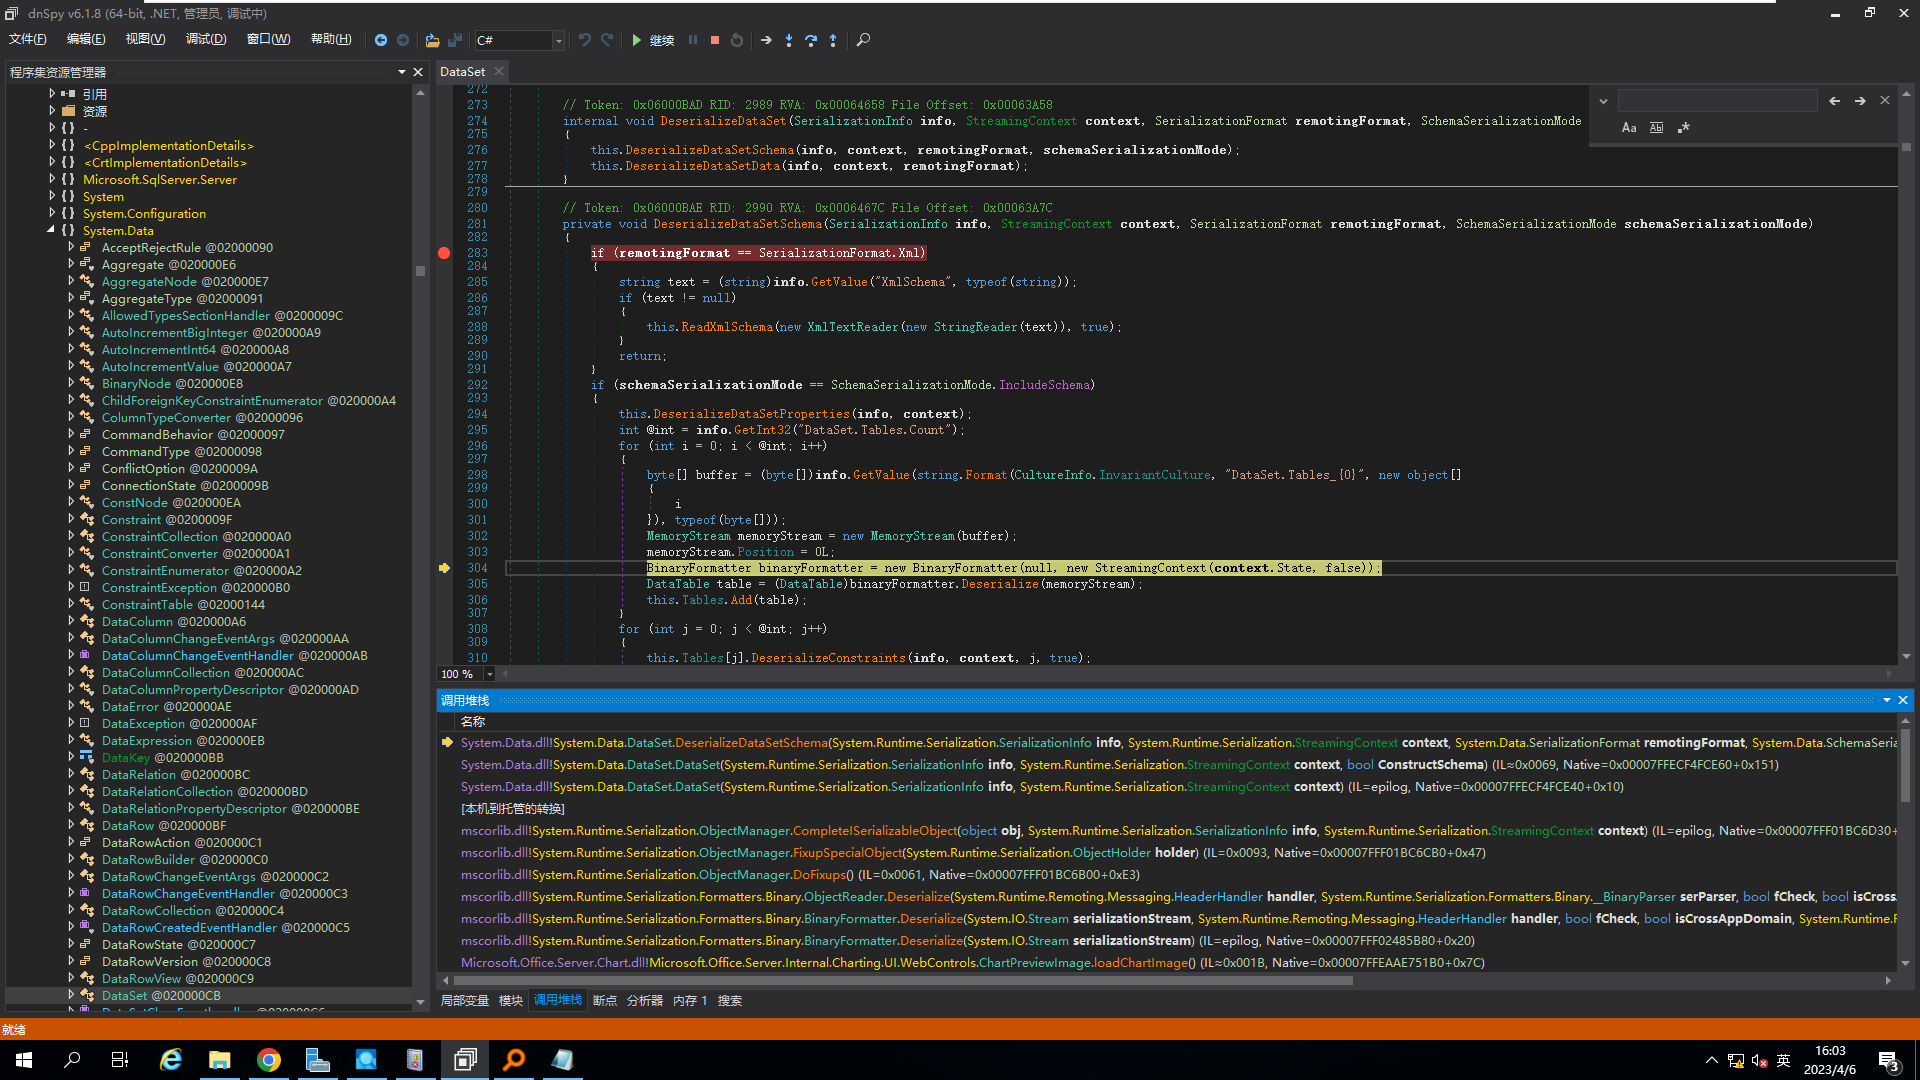 dnSpy v6.1.8 (64-bit, .NET, 管理员, 调试中)
文件(F) 编辑(E) 视图(V) 调试(D) 窗口(W) 帮助(H) C# 继续
程序集资源管理器
引用
资源
{ } -
{ } <CppImplementationDetails>
{ } <CrtImplementationDetails>
{ } Microsoft.SqlServer.Server
{ } System
{ } System.Configuration
{ } System.Data
AcceptRejectRule @02000090
Aggregate @020000E6
AggregateNode @020000E7
AggregateType @02000091
AllowedTypesSectionHandler @0200009C
AutoIncrementBigInteger @020000A9
AutoIncrementInt64 @020000A8
AutoIncrementValue @020000A7
BinaryNode @020000E8
ChildForeignKeyConstraintEnumerator @020000A4
ColumnTypeConverter @02000096
CommandBehavior @02000097
CommandType @02000098
ConflictOption @0200009A
ConnectionState @0200009B
ConstNode @020000EA
Constraint @0200009F
ConstraintCollection @020000A0
ConstraintConverter @020000A1
ConstraintEnumerator @020000A2
ConstraintException @020000B0
ConstraintTable @02000144
DataColumn @020000A6
DataColumnChangeEventArgs @020000AA
DataColumnChangeEventHandler @020000AB
DataColumnCollection @020000AC
DataColumnPropertyDescriptor @020000AD
DataError @020000AE
DataException @020000AF
DataExpression @020000EB
DataKey @020000BB
DataRelation @020000BC
DataRelationCollection @020000BD
DataRelationPropertyDescriptor @020000BE
DataRow @020000BF
DataRowAction @020000C1
DataRowBuilder @020000C0
DataRowChangeEventArgs @020000C2
DataRowChangeEventHandler @020000C3
DataRowCollection @020000C4
DataRowCreatedEventHandler @020000C5
DataRowState @020000C7
DataRowVersion @020000C8
DataRowView @020000C9
DataSet @020000CB
DataSet
272
273 // Token: 0x06000BAD RID: 2989 RVA: 0x00064658 File Offset: 0x00063A58
274 internal void DeserializeDataSet(SerializationInfo info, StreamingContext context, SerializationFormat remotingFormat, SchemaSerializationMode
275 {
276 this.DeserializeDataSetSchema(info, context, remotingFormat, schemaSerializationMode);
277 this.DeserializeDataSetData(info, context, remotingFormat);
278 }
279
280 // Token: 0x06000BAE RID: 2990 RVA: 0x0006467C File Offset: 0x00063A7C
281 private void DeserializeDataSetSchema(SerializationInfo info, StreamingContext context, SerializationFormat remotingFormat, SchemaSerializationMode schemaSerializationMode)
282 {
283 if (remotingFormat == SerializationFormat.Xml)
284 {
285 string text = (string)info.GetValue("XmlSchema", typeof(string));
286 if (text != null)
287 {
288 this.ReadXmlSchema(new XmlTextReader(new StringReader(text)), true);
289 }
290 return;
291 }
292 if (schemaSerializationMode == SchemaSerializationMode.IncludeSchema)
293 {
294 this.DeserializeDataSetProperties(info, context);
295 int @int = info.GetInt32("DataSet.Tables.Count");
296 for (int i = 0; i < @int; i++)
297 {
298 byte[] buffer = (byte[])info.GetValue(string.Format(CultureInfo.InvariantCulture, "DataSet.Tables_{0}", new object[]
299 {
300 i
301 }), typeof(byte[]));
302 MemoryStream memoryStream = new MemoryStream(buffer);
303 memoryStream.Position = 0L;
304 BinaryFormatter binaryFormatter = new BinaryFormatter(null, new StreamingContext(context.State, false));
305 DataTable table = (DataTable)binaryFormatter.Deserialize(memoryStream);
306 this.Tables.Add(table);
307 }
308 for (int j = 0; j < @int; j++)
309 {
310 this.Tables[j].DeserializeConstraints(info, context, j, true);
Aa Ab .*
100 %
调用堆栈
名称
System.Data.dll!System.Data.DataSet.DeserializeDataSetSchema(System.Runtime.Serialization.SerializationInfo info, System.Runtime.Serialization.StreamingContext context, System.Data.SerializationFormat remotingFormat, System.Data.SchemaSeria
System.Data.dll!System.Data.DataSet.DataSet(System.Runtime.Serialization.SerializationInfo info, System.Runtime.Serialization.StreamingContext context, bool ConstructSchema) (IL≈0x0069, Native=0x00007FFECF4FCE60+0x151)
System.Data.dll!System.Data.DataSet.DataSet(System.Runtime.Serialization.SerializationInfo info, System.Runtime.Serialization.StreamingContext context) (IL=epilog, Native=0x00007FFECF4FCE40+0x10)
[本机到托管的转换]
mscorlib.dll!System.Runtime.Serialization.ObjectManager.CompleteISerializableObject(object obj, System.Runtime.Serialization.SerializationInfo info, System.Runtime.Serialization.StreamingContext context) (IL=epilog, Native=0x00007FFF01BC6D30+
mscorlib.dll!System.Runtime.Serialization.ObjectManager.FixupSpecialObject(System.Runtime.Serialization.ObjectHolder holder) (IL=0x0093, Native=0x00007FFF01BC6CB0+0x47)
mscorlib.dll!System.Runtime.Serialization.ObjectManager.DoFixups() (IL=0x0061, Native=0x00007FFF01BC6B00+0xE3)
mscorlib.dll!System.Runtime.Serialization.Formatters.Binary.ObjectReader.Deserialize(System.Runtime.Remoting.Messaging.HeaderHandler handler, System.Runtime.Serialization.Formatters.Binary.__BinaryParser serParser, bool fCheck, bool isCross
mscorlib.dll!System.Runtime.Serialization.Formatters.Binary.BinaryFormatter.Deserialize(System.IO.Stream serializationStream, System.Runtime.Remoting.Messaging.HeaderHandler handler, bool fCheck, bool isCrossAppDomain, System.Runtime.R
mscorlib.dll!System.Runtime.Serialization.Formatters.Binary.BinaryFormatter.Deserialize(System.IO.Stream serializationStream) (IL=epilog, Native=0x00007FFF02485B80+0x20)
Microsoft.Office.Server.Chart.dll!Microsoft.Office.Server.Internal.Charting.UI.WebControls.ChartPreviewImage.loadChartImage() (IL≈0x001B, Native=0x00007FFEAAE751B0+0x7C)
局部变量 模块 调用堆栈 断点 分析器 内存 1 搜索
就绪
英
16:03
2023/4/6
3